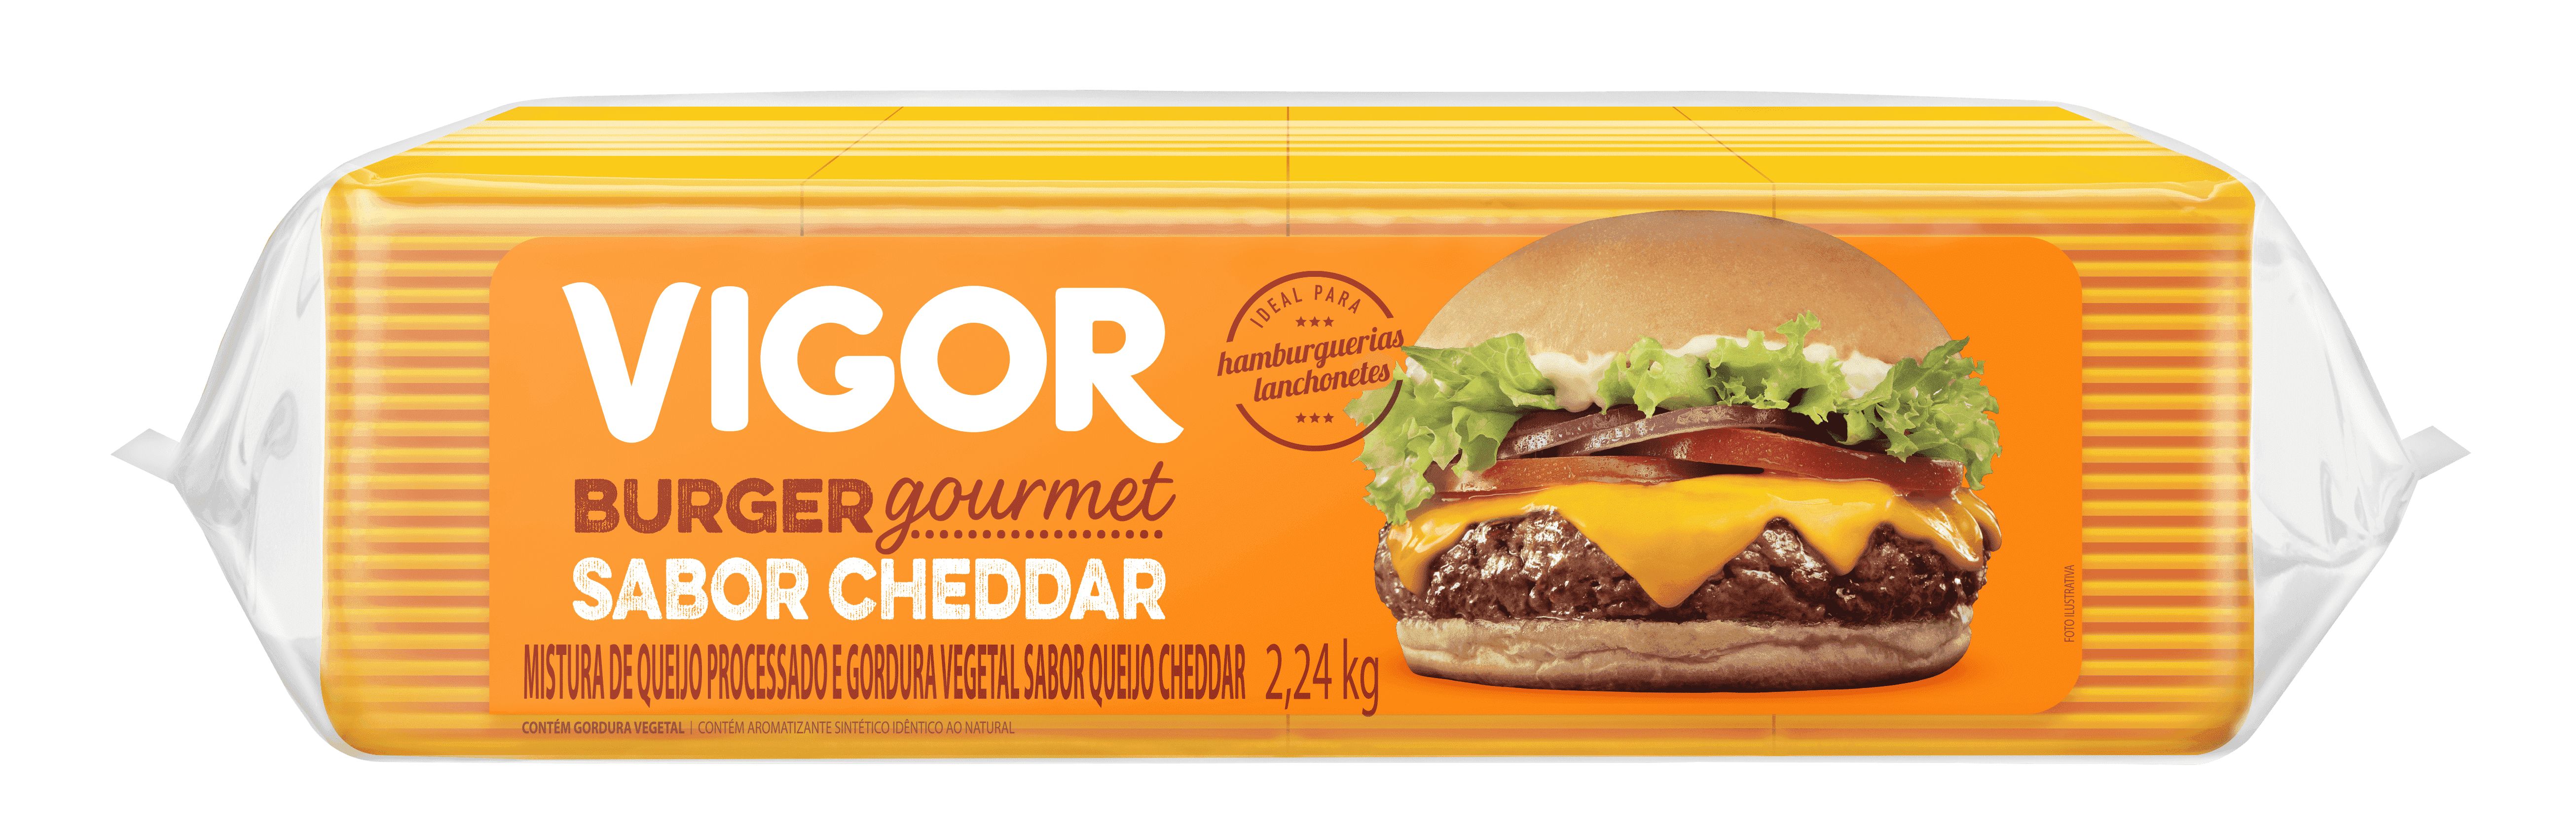 VIGOR
BURGER gourmet
SABOR CHEDDAR
MISTURA DE QUEIJO PROCESSADO E GORDURA VEGETAL SABOR QUEIJO CHEDDAR 2,24 kg
CONTÉM GORDURA VEGETAL | CONTÉM AROMATIZANTE SINTÉTICO IDÊNTICO AO NATURAL
IDEAL PARA
hamburguerias
lanchonetes
FOTO ILUSTRATIVA